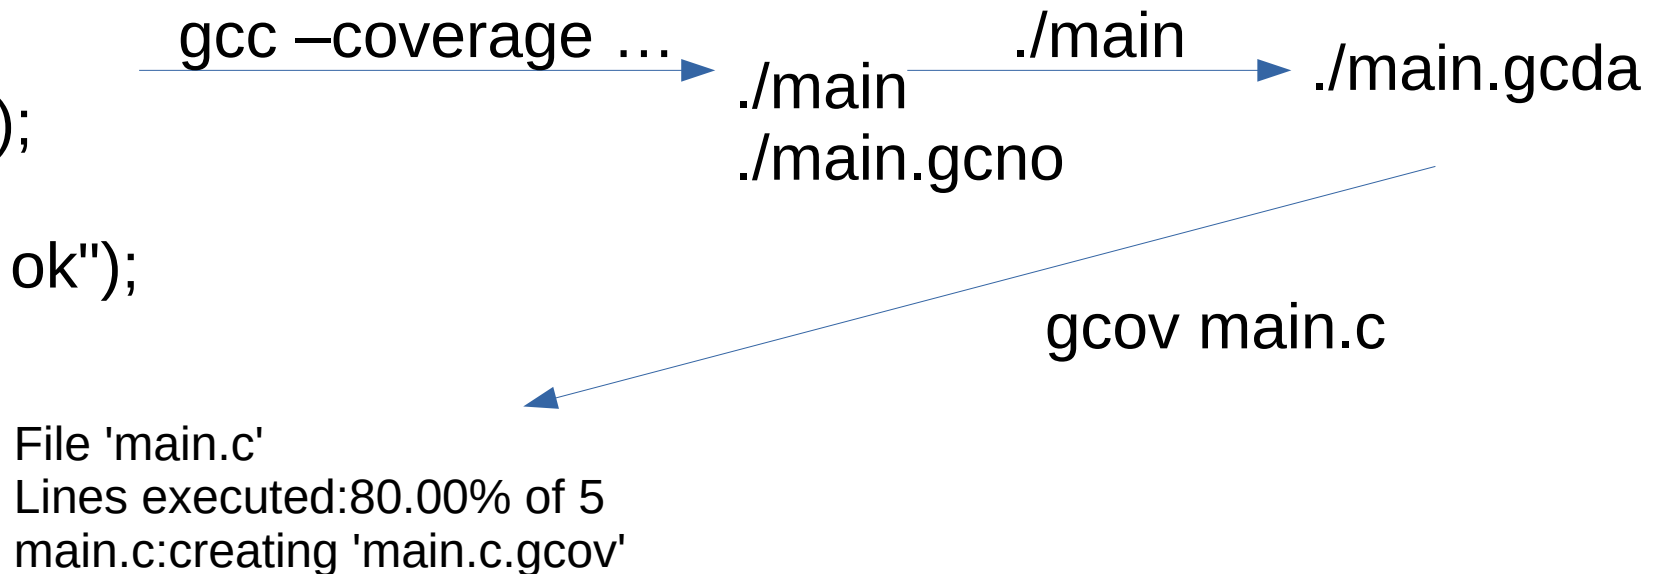 gcc –coverage …
./main
./main
./main.gcno
./main.gcda
);
ok");
gcov main.c
File 'main.c'
Lines executed:80.00% of 5
main.c:creating 'main.c.gcov'